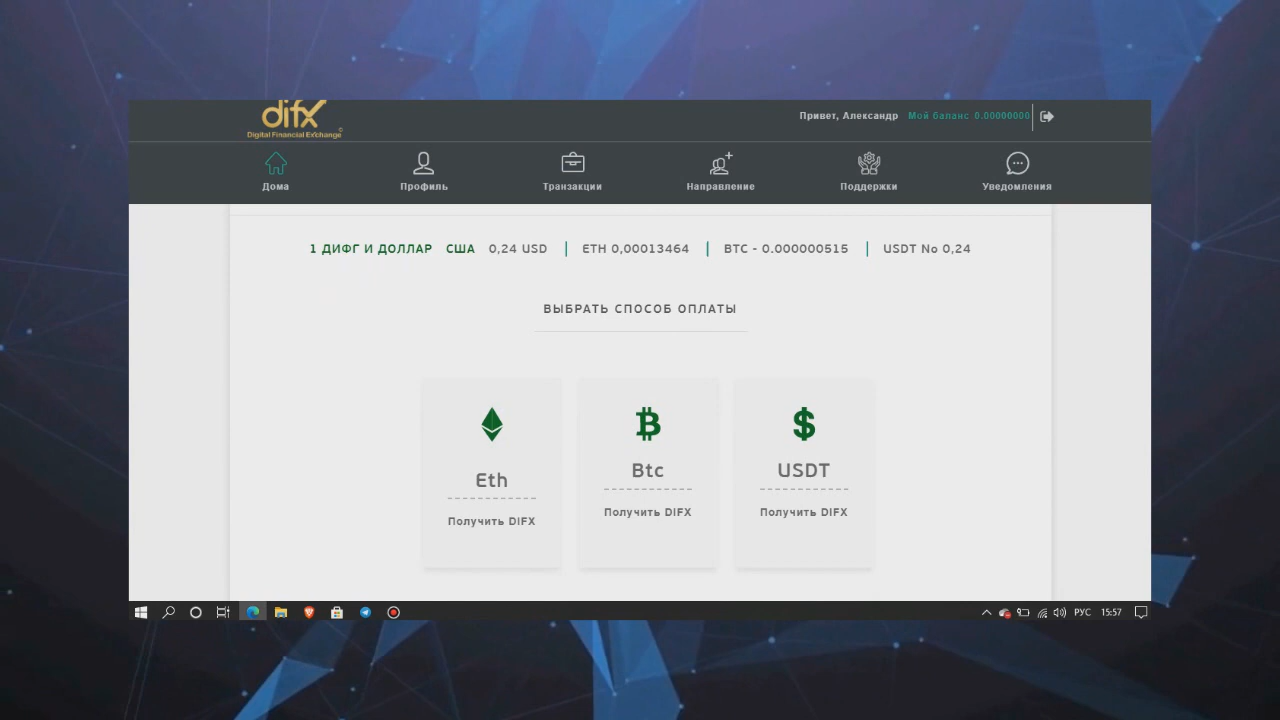 difx
Digital Financial Exchange
Привет, Александр Мой баланс 0.00000000
Дома Профиль Транзакции Направление Поддержки Уведомления
1 ДИФГ И ДОЛЛАР США 0,24 USD | ETH 0,00013464 | BTC - 0.000000515 | USDT No 0,24
ВЫБРАТЬ СПОСОБ ОПЛАТЫ
Eth Btc USDT
Получить DIFX Получить DIFX Получить DIFX
РУС 15:57